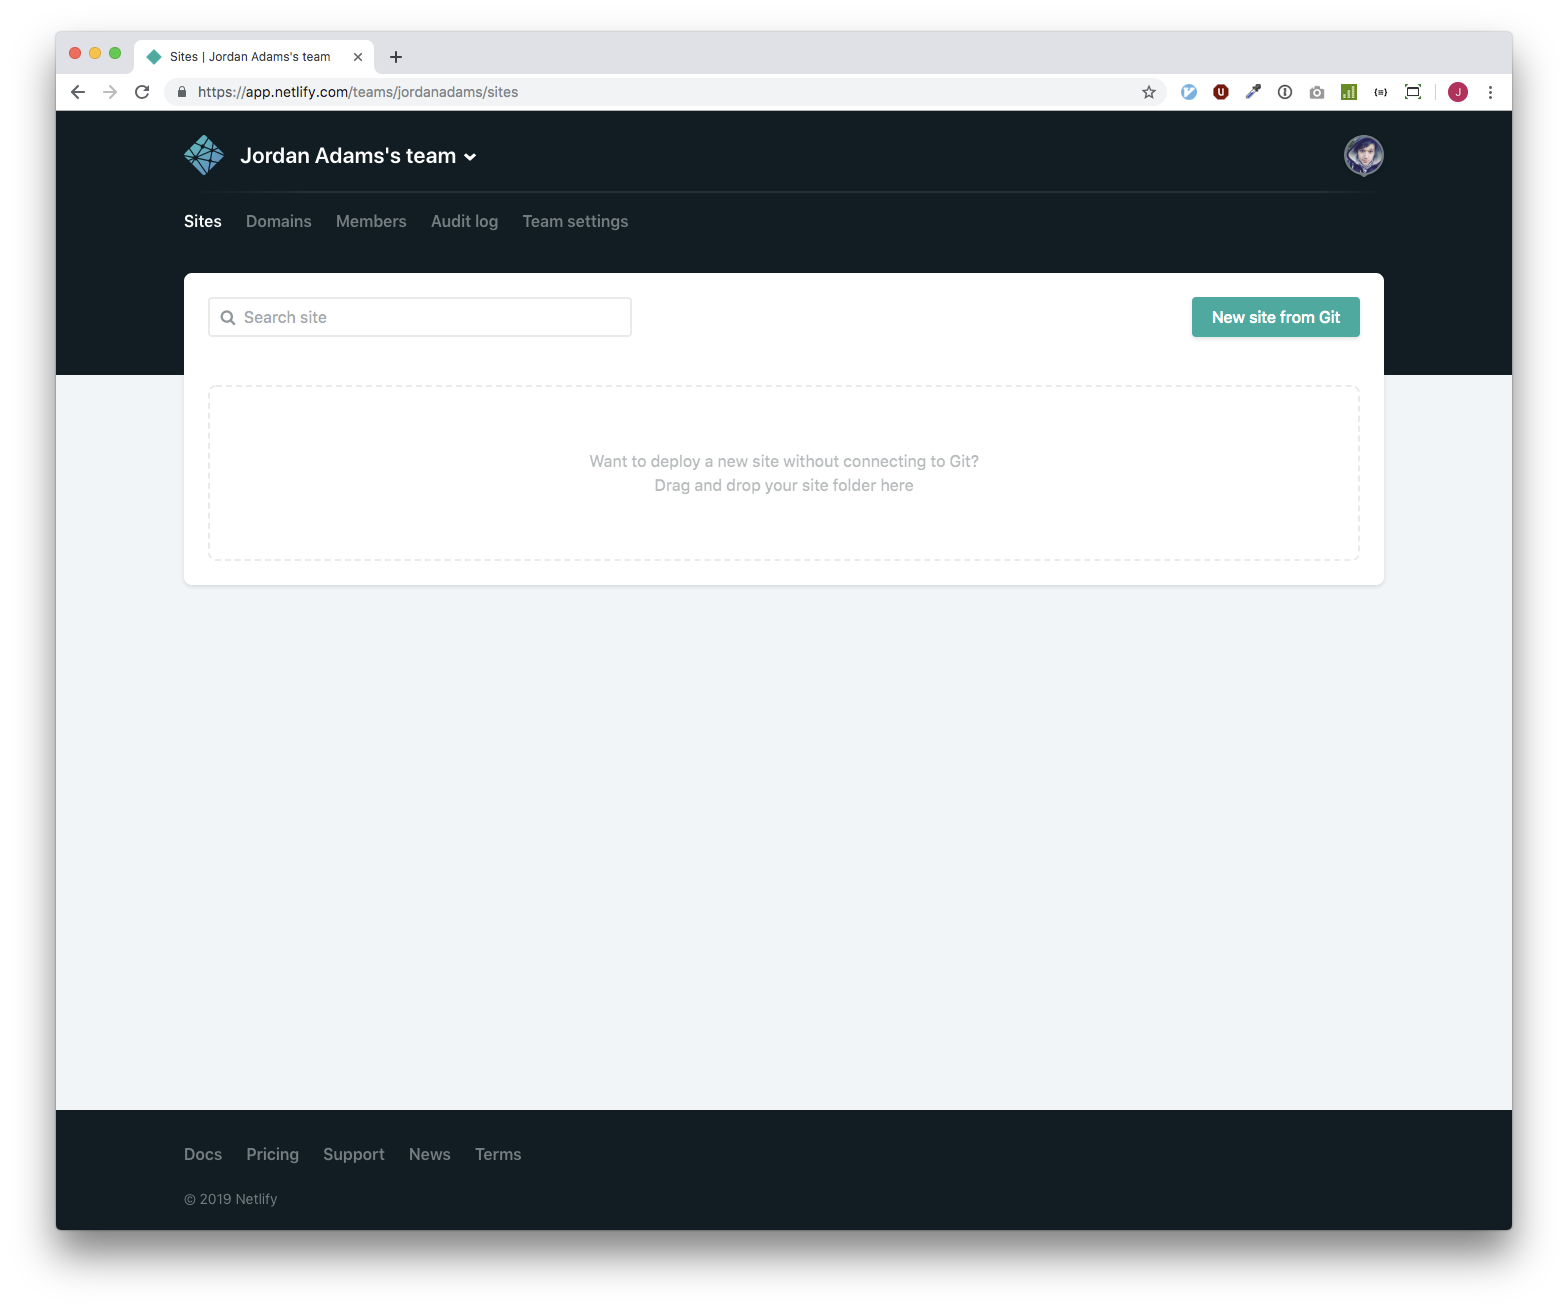 Sites | Jordan Adams's team
https://app.netlify.com/teams/jordanadams/sites
J
Jordan Adams's team
Sites Domains Members Audit log Team settings
Search site
New site from Git
Want to deploy a new site without connecting to Git?
Drag and drop your site folder here
Docs Pricing Support News Terms
© 2019 Netlify